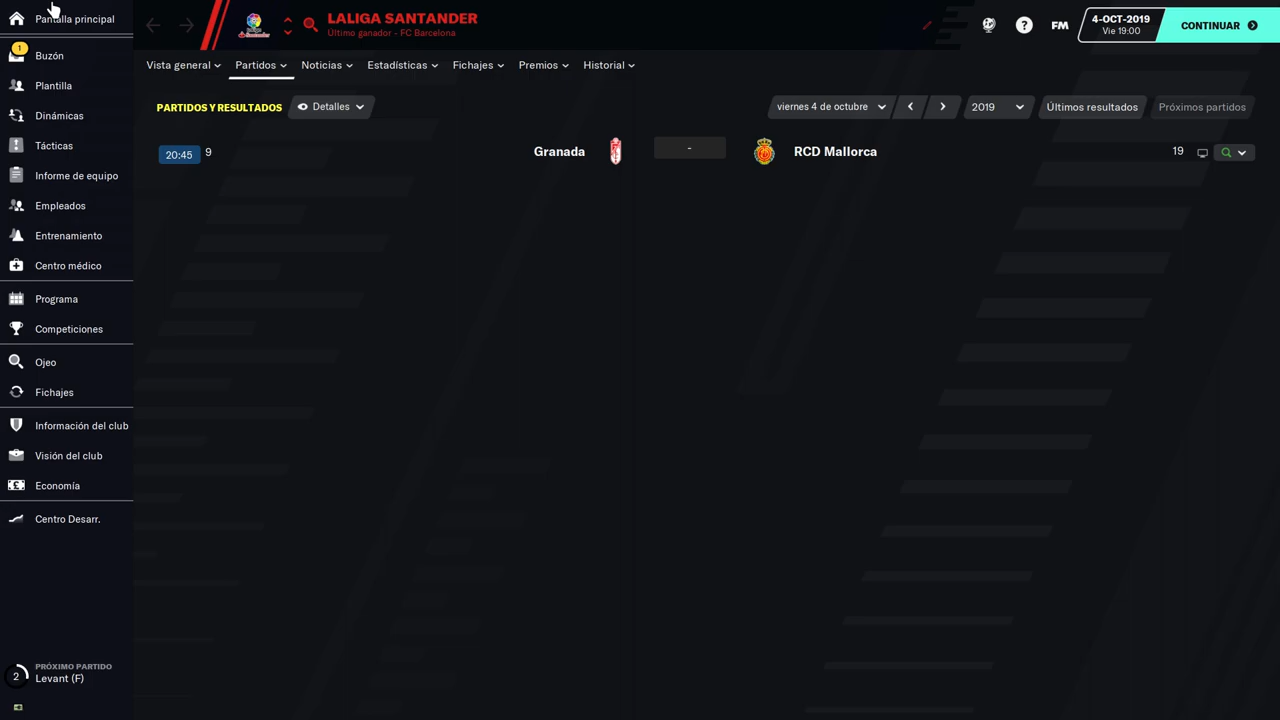 Pantalla principal
LALIGA SANTANDER
Último ganador - FC Barcelona
?
FM
4-OCT-2019
Vie 19:00
CONTINUAR
1
Buzón
Plantilla
Dinámicas
Tácticas
Informe de equipo
Empleados
Entrenamiento
Centro médico
Programa
Competiciones
Ojeo
Fichajes
Información del club
Visión del club
Economía
Centro Desarr.
PRÓXIMO PARTIDO
2 Levant (F)
Vista general Partidos Noticias Estadísticas Fichajes Premios Historial
PARTIDOS Y RESULTADOS Detalles viernes 4 de octubre 2019 Últimos resultados Próximos partidos
20:45 9 Granada - RCD Mallorca 19